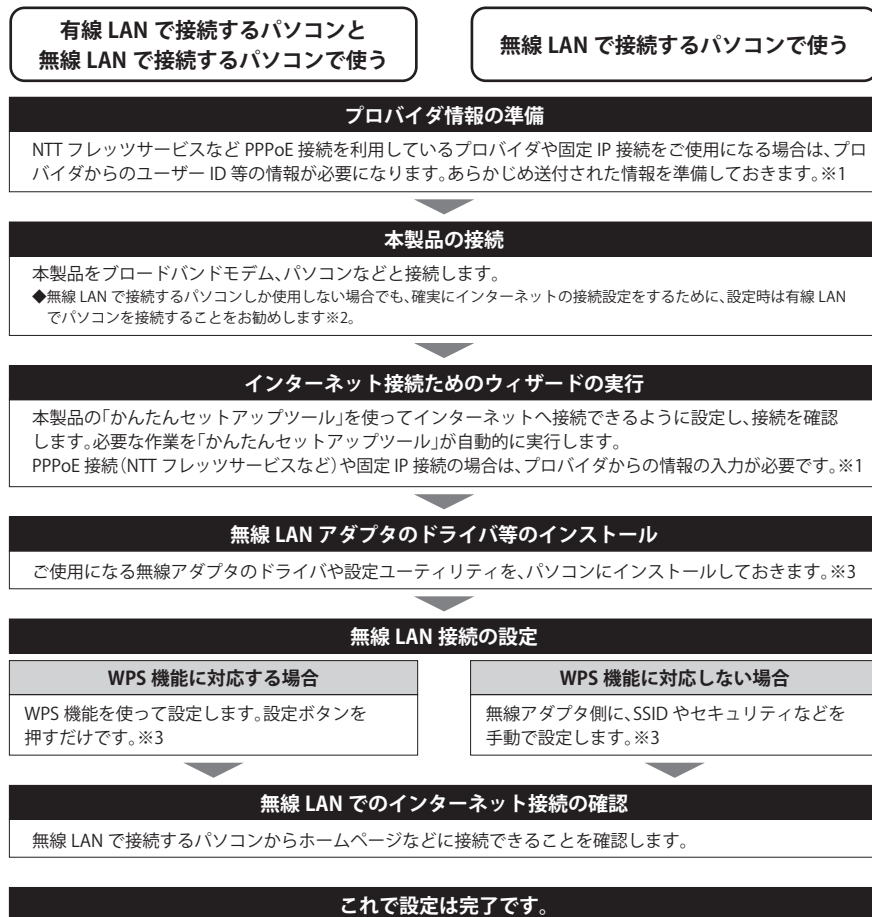 有線 LAN で接続するパソコンと
無線 LAN で接続するパソコンで使う
無線 LAN で接続するパソコンで使う
プロバイダ情報の準備
NTT フレッツサービスなど PPPoE 接続を利用しているプロバイダや固定 IP 接続をご使用になる場合は、プロ
バイダからのユーザー ID 等の情報が必要になります。あらかじめ送付された情報を準備しておきます。※1
本製品の接続
本製品をブロードバンドモデム、パソコンなどと接続します。
◆無線 LAN で接続するパソコンしか使用しない場合でも、確実にインターネットの接続設定をするために、設定時は有線 LAN
でパソコンを接続することをお勧めします※2。
インターネット接続ためのウィザードの実行
本製品の「かんたんセットアップツール」を使ってインターネットへ接続できるように設定し、接続を確認
します。必要な作業を「かんたんセットアップツール」が自動的に実行します。
PPPoE 接続(NTT フレッツサービスなど)や固定 IP 接続の場合は、プロバイダからの情報の入力が必要です。※1
無線 LAN アダプタのドライバ等のインストール
ご使用になる無線アダプタのドライバや設定ユーティリティを、パソコンにインストールしておきます。※3
無線 LAN 接続の設定
WPS 機能に対応する場合
WPS 機能を使って設定します。設定ボタンを
押すだけです。※3
WPS 機能に対応しない場合
無線アダプタ側に、SSID やセキュリティなどを
手動で設定します。※3
無線 LAN でのインターネット接続の確認
無線 LAN で接続するパソコンからホームページなどに接続できることを確認します。
これで設定は完了です。